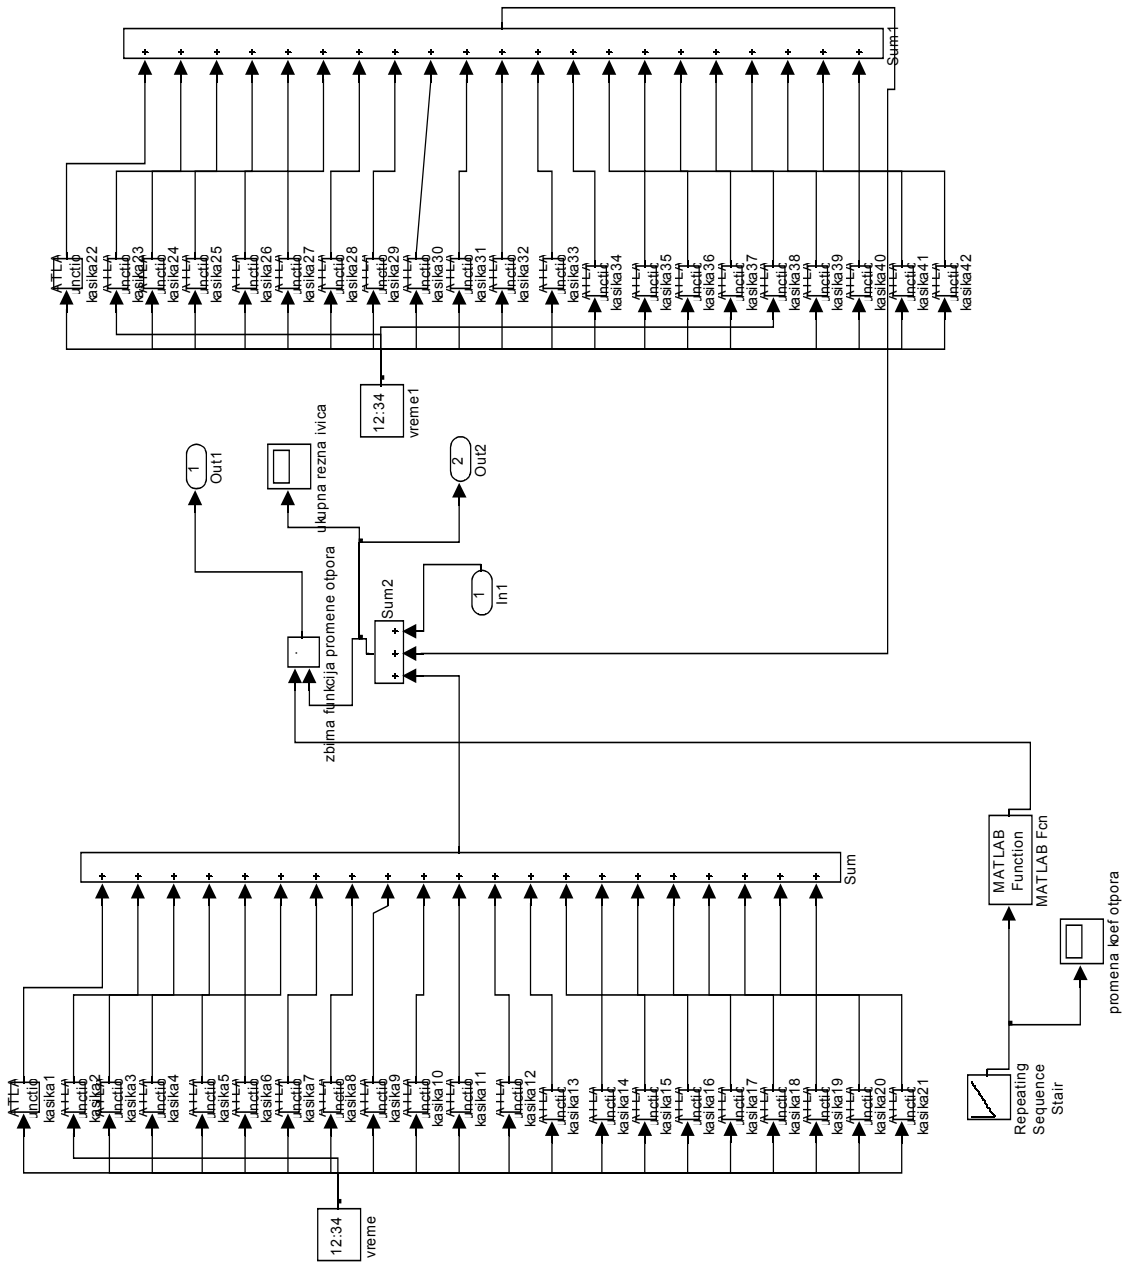 Sum1
kasika22
kasika23
kasika24
kasika25
kasika26
kasika27
kasika28
kasika29
kasika30
kasika31
kasika32
kasika33
kasika34
kasika35
kasika36
kasika37
kasika38
kasika39
kasika40
kasika41
kasika42
12:34
vreme1
1
Out1
ukupna rezna ivica
2
Out2
zbirna funkcija promene otpora
Sum2
1
In1
Sum
MATLAB
Function
MATLAB Fcn
promena koef otpora
Repeating
Sequence
Stair
kasika1
kasika2
kasika3
kasika4
kasika5
kasika6
kasika7
kasika8
kasika9
kasika10
kasika11
kasika12
kasika13
kasika14
kasika15
kasika16
kasika17
kasika18
kasika19
kasika20
kasika21
12:34
vreme